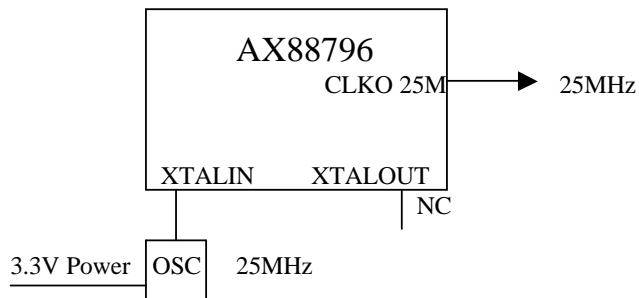 AX88796
CLKO 25M
25MHz
XTALIN
XTALOUT
NC
3.3V Power
OSC
25MHz